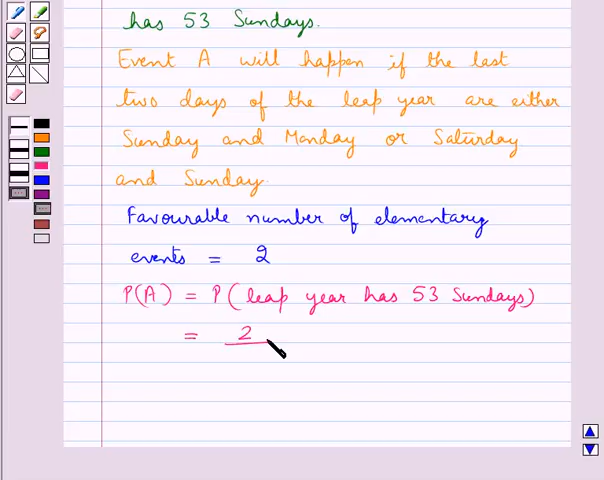 has 53 Sundays.
Event A will happen if the last
two days of the leap year are either
Sunday and Monday or Saturday
and Sunday.
Favourable number of elementary
events = 2
P(A) = P(leap year has 53 Sundays)
= 2